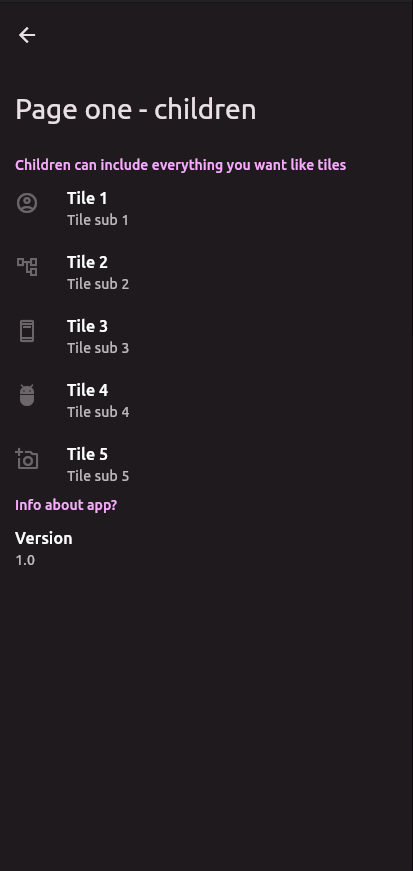 Page one - children
Children can include everything you want like tiles
Tile 1
Tile sub 1
Tile 2
Tile sub 2
Tile 3
Tile sub 3
Tile 4
Tile sub 4
Tile 5
Tile sub 5
Info about app?
Version
1.0